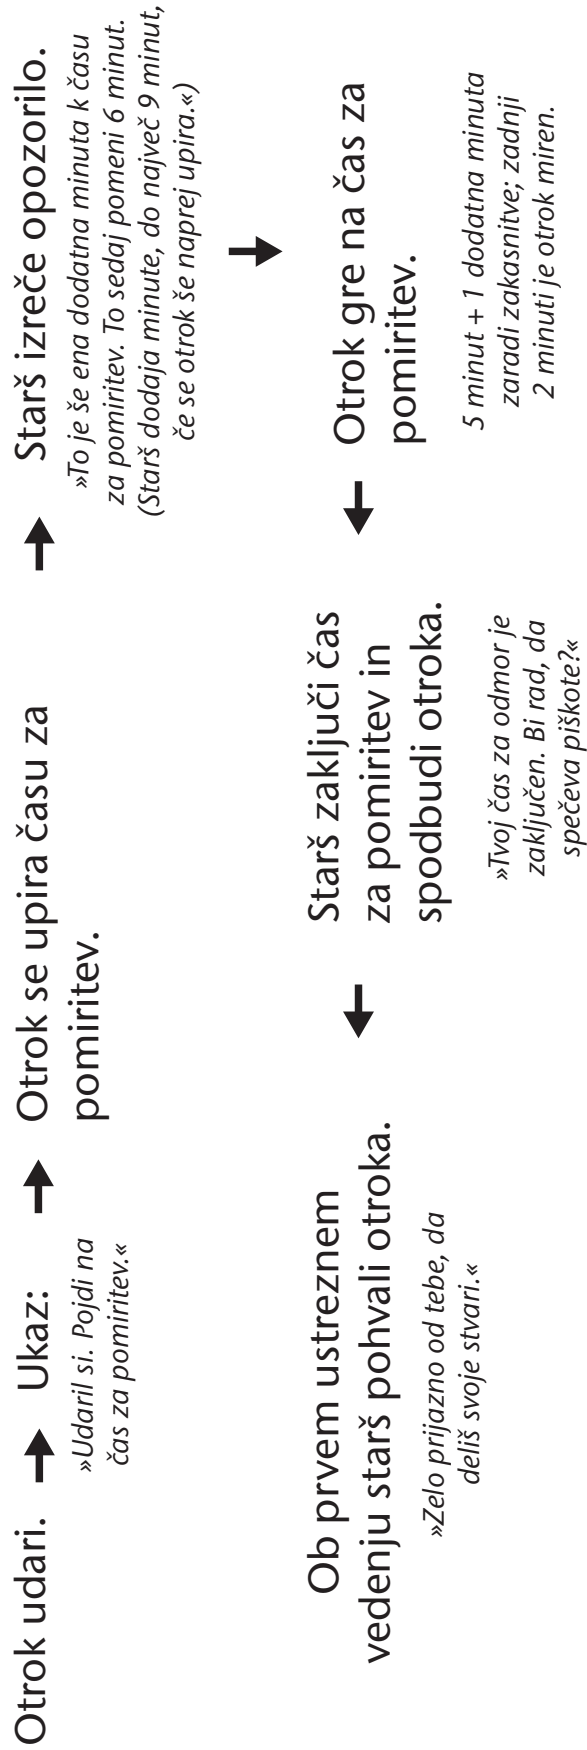 Otrok udari.
Ukaz:
»Udaril si. Pojdi na
čas za pomiritev.«
Otrok se upira času za
pomiritev.
Starš izreče opozorilo.
»To je še ena dodatna minuta k času
za pomiritev. To sedaj pomeni 6 minut.
(Starš dodaja minute, do največ 9 minut,
če se otrok še naprej upira.«)
Otrok gre na čas za
pomiritev.
5 minut + 1 dodatna minuta
zaradi zakasnitve; zadnji
2 minuti je otrok miren.
Starš zaključi čas
za pomiritev in
spodbudi otroka.
»Tvoj čas za odmor je
zaključen. Bi rad, da
spečeva piškote?«
Ob prvem ustreznem
vedenju starš pohvali otroka.
»Zelo prijazno od tebe, da
deliš svoje stvari.«